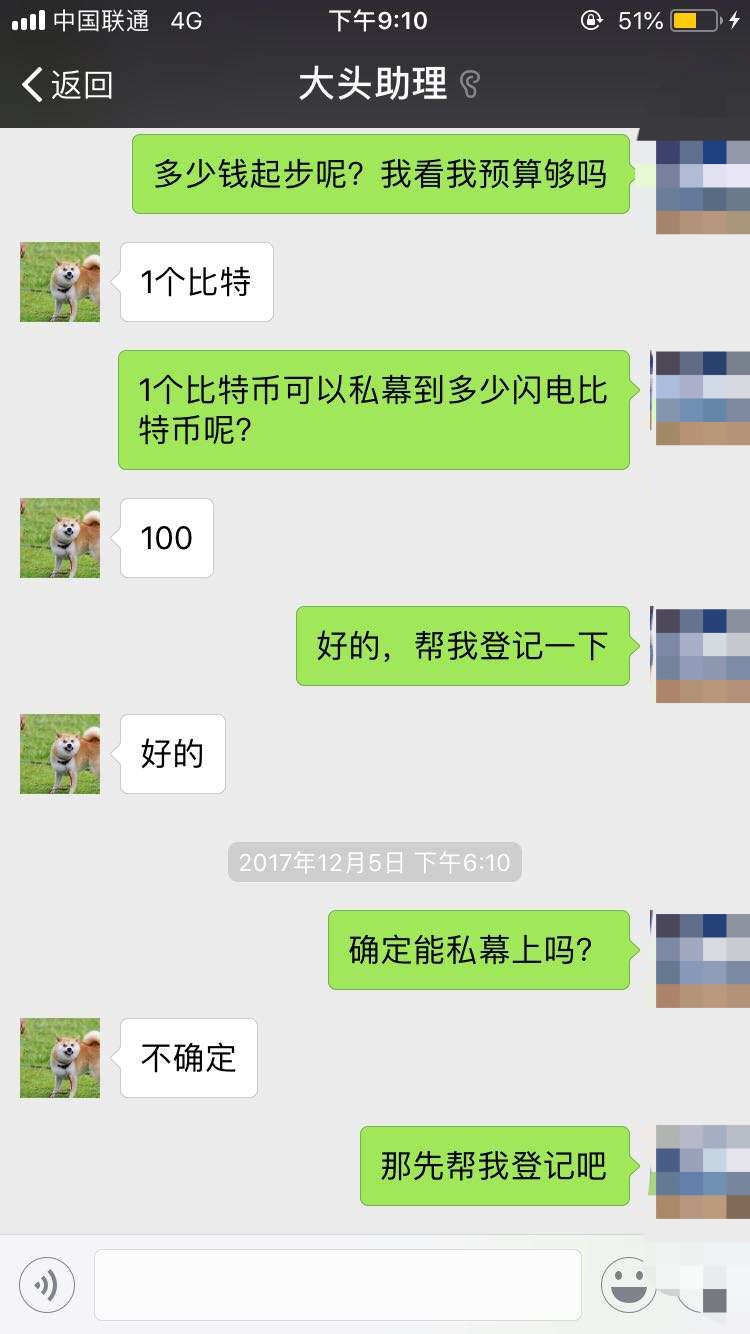 中国联通 4G 下午9:10 51%
返回 大头助理
多少钱起步呢？我看我预算够吗
1个比特
1个比特币可以私幕到多少闪电比
特币呢？
100
好的，帮我登记一下
好的
2017年12月5日 下午6:10
确定能私幕上吗？
不确定
那先帮我登记吧